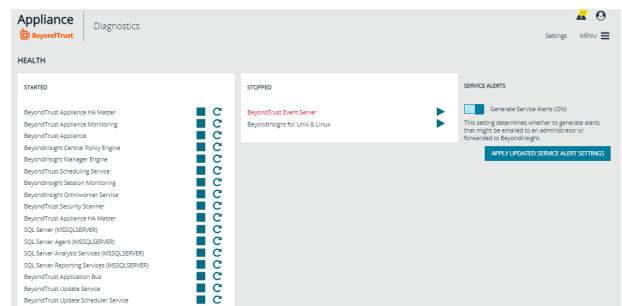 Appliance
BeyondTrust
Diagnostics
Settings
MENU
HEALTH
STARTED
BeyondTrust Appliance HA Master
BeyondTrust Appliance Monitoring
BeyondTrust Appliance
BeyondInsight Central Policy Engine
BeyondInsight Manager Engine
BeyondTrust Scheduling Service
BeyondInsight Session Monitoring
BeyondInsight Omniworker Service
BeyondTrust Security Scanner
BeyondTrust Appliance HA Master
SQL Server (MSSQLSERVER)
SQL Server Agent (MSSQLSERVER)
SQL Server Analysis Services (MSSQLSERVER)
SQL Server Reporting Services (MSSQLSERVER)
BeyondTrust Application Bus
BeyondTrust Update Service
BeyondTrust Update Scheduler Service
STOPPED
BeyondTrust Event Server
BeyondInsight for Unix & Linux
SERVICE ALERTS
Generate Service Alerts (ON)
This setting determines whether to generate alerts
that might be emailed to an administrator or
forwarded to BeyondInsight.
APPLY UPDATED SERVICE ALERT SETTINGS